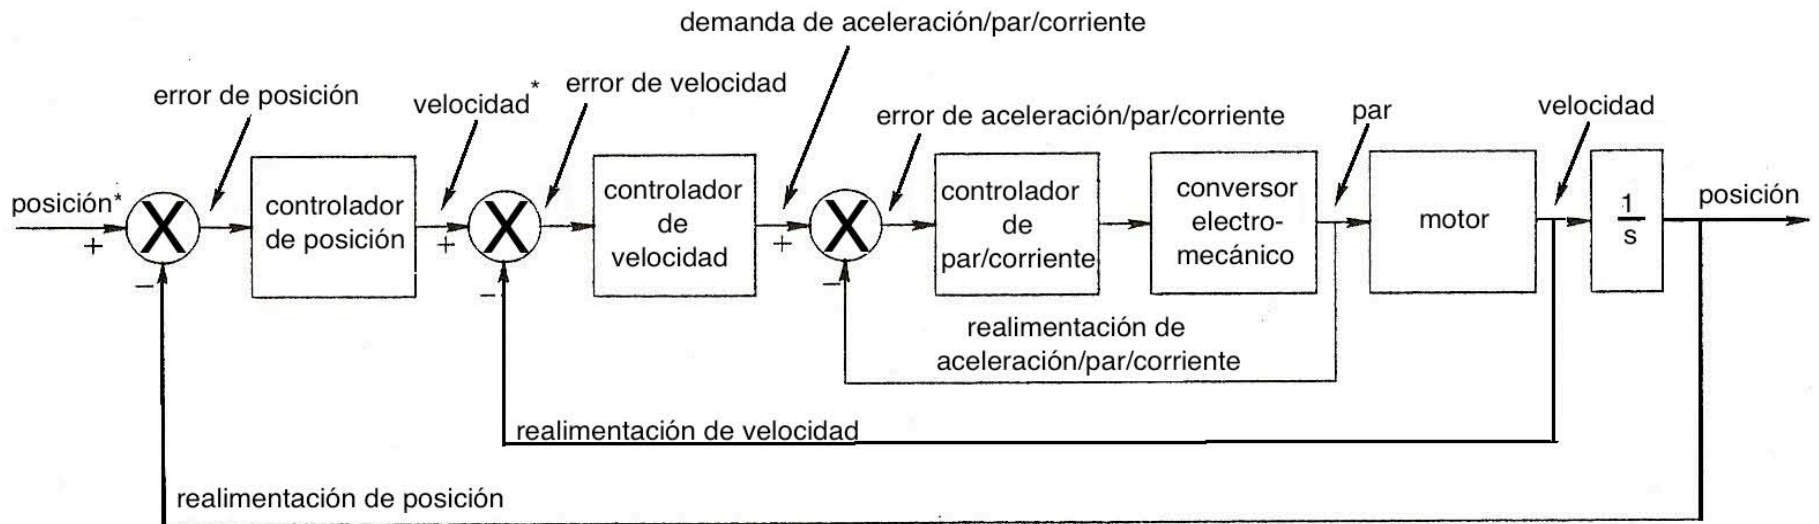 demanda de aceleración/par/corriente
error de posición
velocidad*
error de velocidad
error de aceleración/par/corriente
par
velocidad
posición*
+
−
controlador
de posición
+
−
controlador
de
velocidad
+
−
controlador
de
par/corriente
conversor
electro-
mecánico
motor
1
s
posición
realimentación de
aceleración/par/corriente
realimentación de velocidad
realimentación de posición